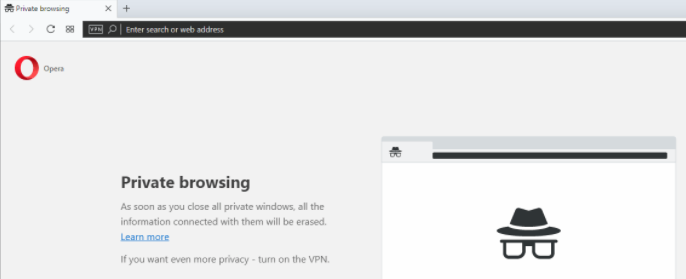 Private browsing
VPN Enter search or web address
Opera
Private browsing
As soon as you close all private windows, all the
information connected with them will be erased.
Learn more
If you want even more privacy - turn on the VPN.